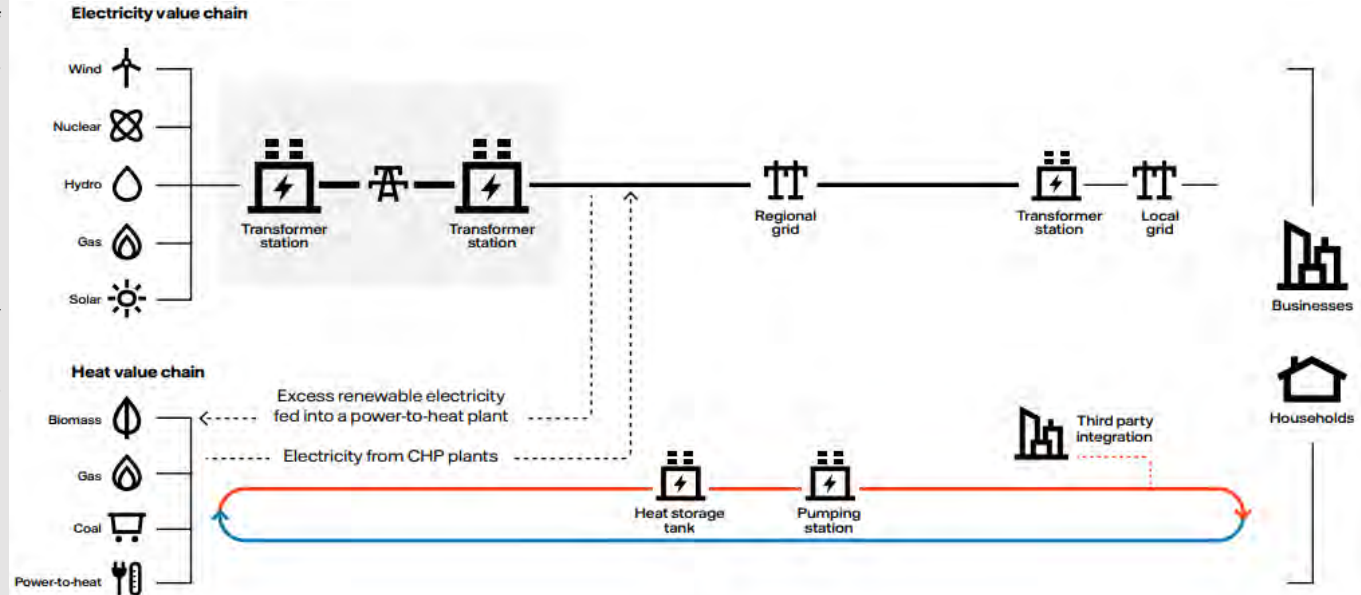 Electricity value chain
Wind
Nuclear
Hydro
Gas
Solar
Transformer
station
Transformer
station
Regional
grid
Transformer
station
Local
grid
Businesses
Households
Heat value chain
Biomass
Gas
Coal
Power-to-heat
Excess renewable electricity
fed into a power-to-heat plant
Electricity from CHP plants
Heat storage
tank
Pumping
station
Third party
integration